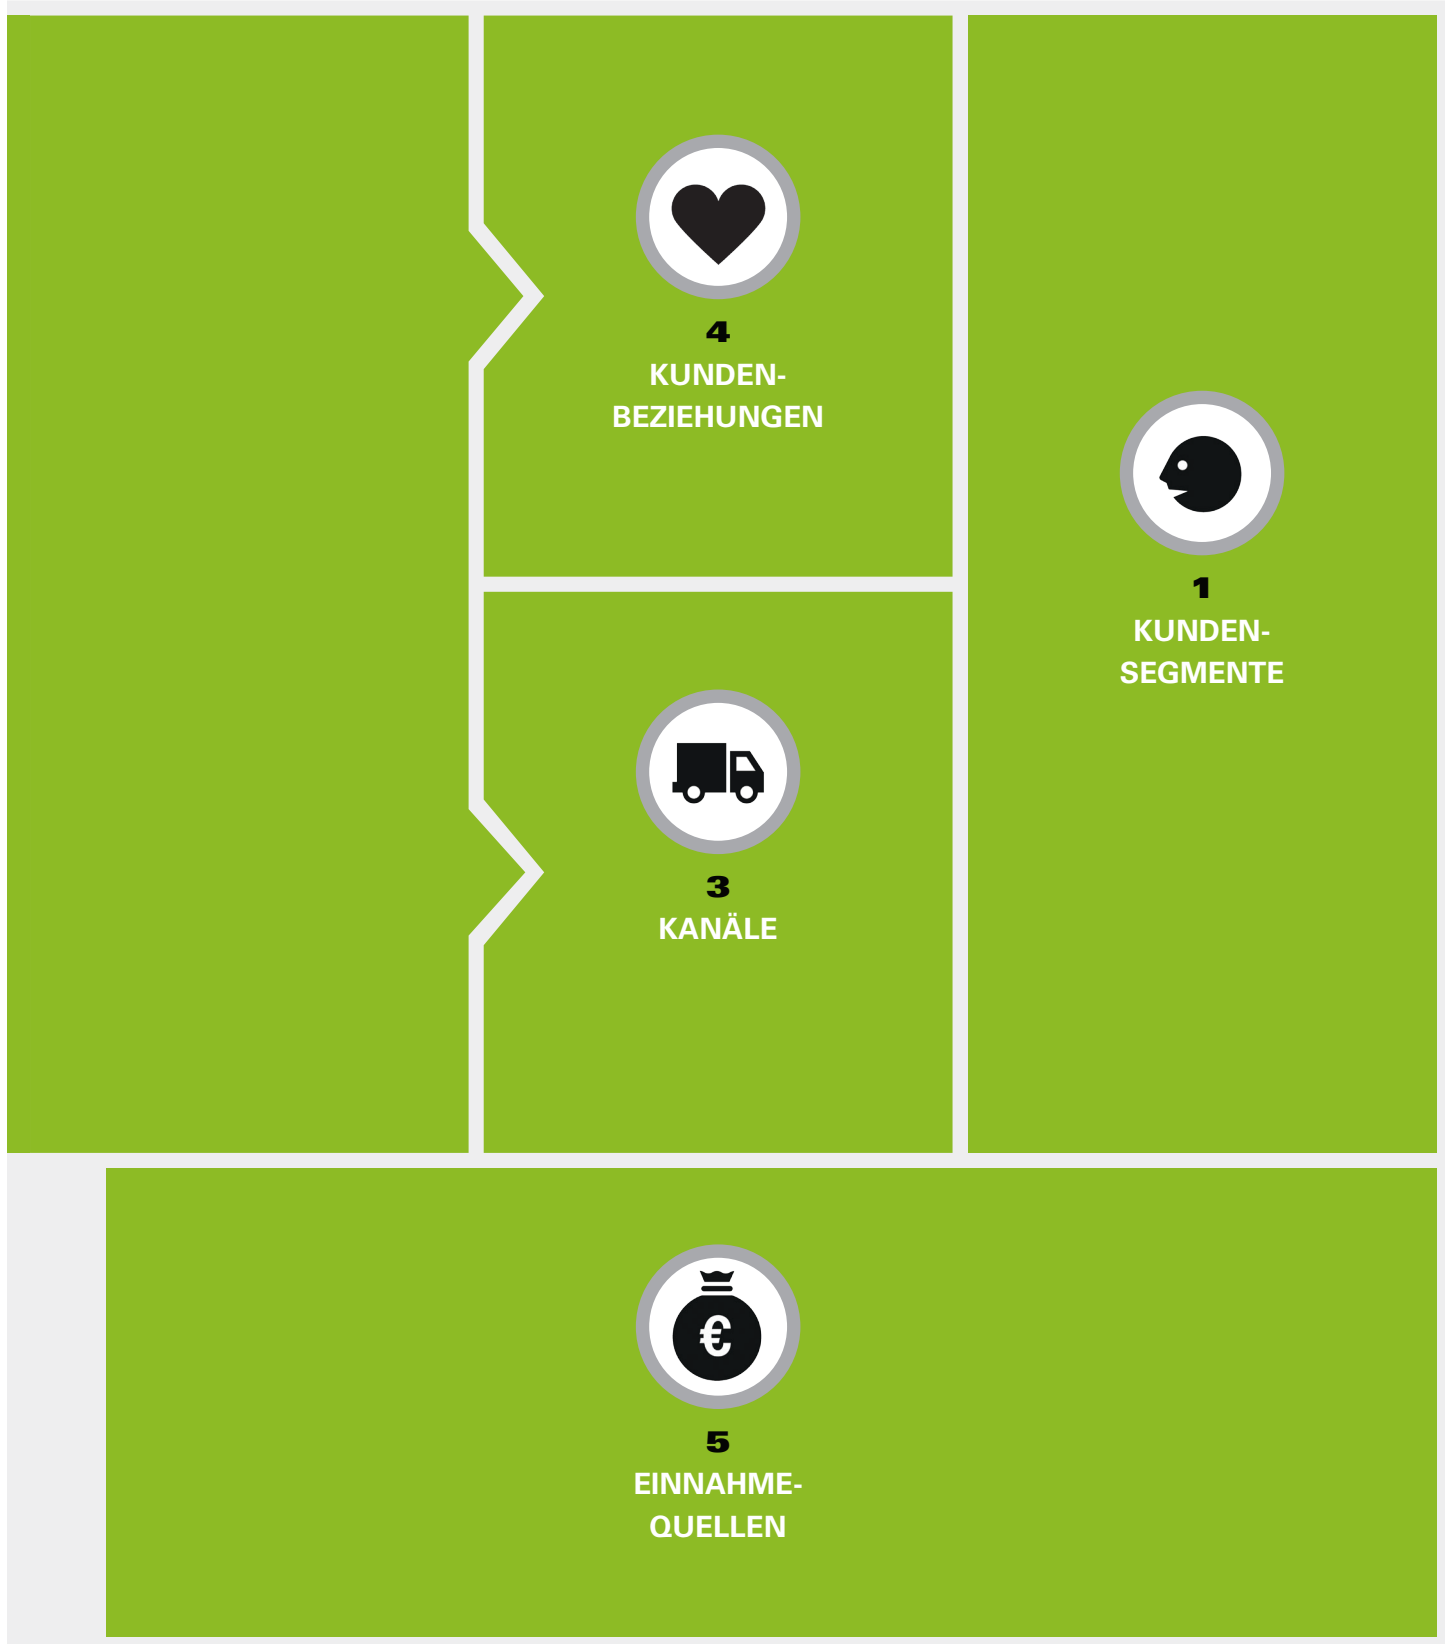 4
KUNDEN-
BEZIEHUNGEN
1
KUNDEN-
SEGMENTE
3
KANÄLE
€
5
EINNAHME-
QUELLEN